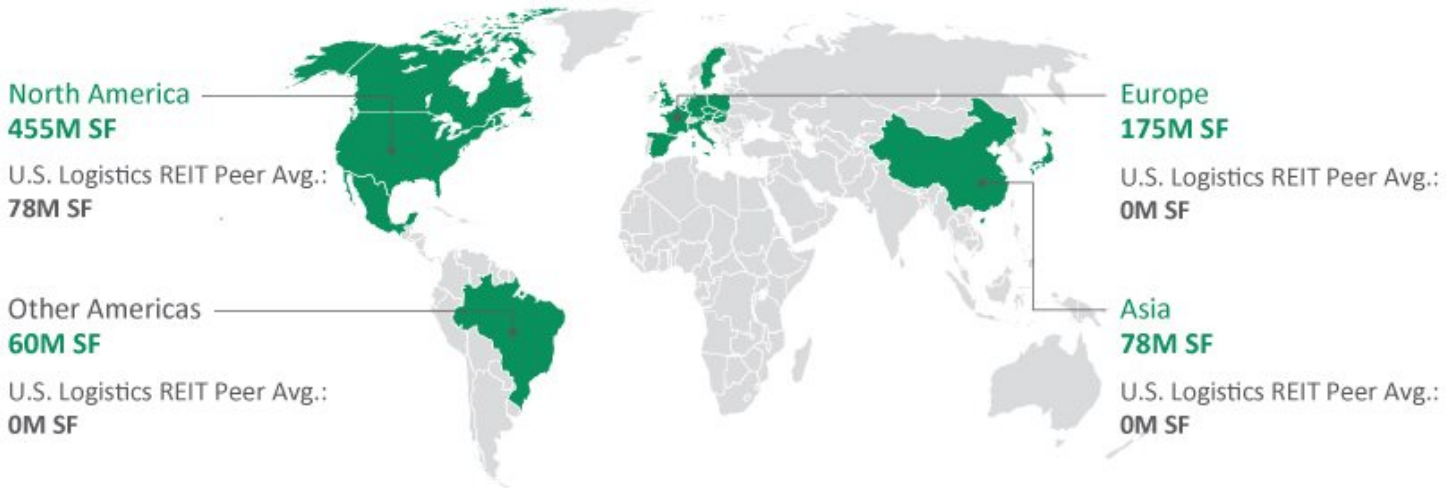 North America
455M SF
U.S. Logistics REIT Peer Avg.:
78M SF
Other Americas
60M SF
U.S. Logistics REIT Peer Avg.:
0M SF
Europe
175M SF
U.S. Logistics REIT Peer Avg.:
0M SF
Asia
78M SF
U.S. Logistics REIT Peer Avg.:
0M SF